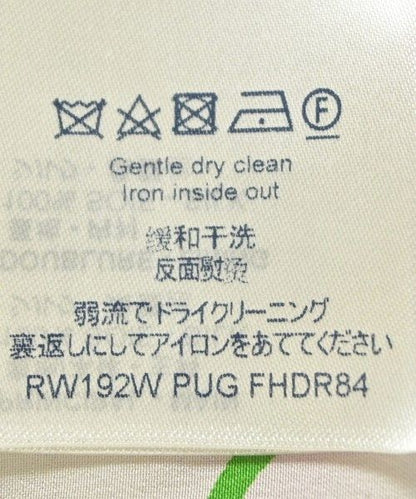 F
Gentle dry clean
Iron inside out
缓和干洗
反面熨烫
弱流でドライクリーニング
裏返しにしてアイロンをあててください
RW192W PUG FHDR84